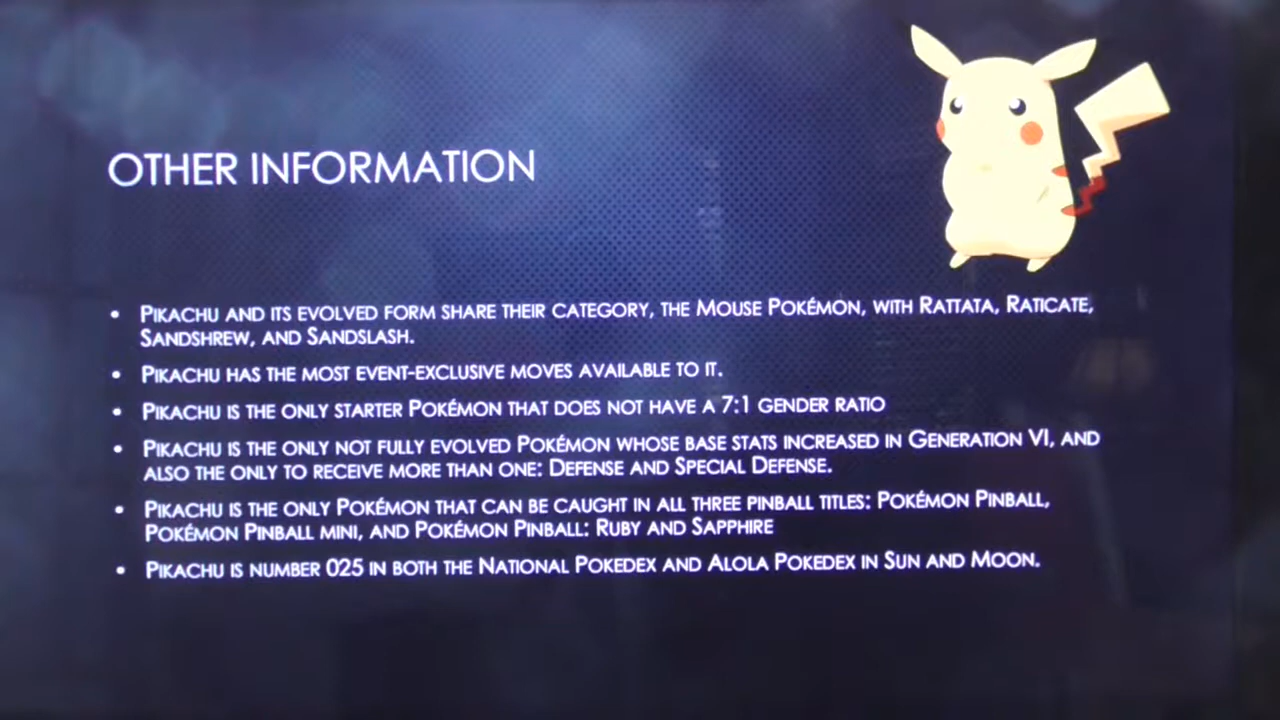 OTHER INFORMATION
• PIKACHU AND ITS EVOLVED FORM SHARE THEIR CATEGORY, THE MOUSE POKÉMON, WITH RATTATA, RATICATE,
SANDSHREW, AND SANDSLASH.
• PIKACHU HAS THE MOST EVENT-EXCLUSIVE MOVES AVAILABLE TO IT.
• PIKACHU IS THE ONLY STARTER POKÉMON THAT DOES NOT HAVE A 7:1 GENDER RATIO
• PIKACHU IS THE ONLY NOT FULLY EVOLVED POKÉMON WHOSE BASE STATS INCREASED IN GENERATION VI, AND
ALSO THE ONLY TO RECEIVE MORE THAN ONE: DEFENSE AND SPECIAL DEFENSE.
• PIKACHU IS THE ONLY POKÉMON THAT CAN BE CAUGHT IN ALL THREE PINBALL TITLES: POKÉMON PINBALL,
POKÉMON PINBALL MINI, AND POKÉMON PINBALL: RUBY AND SAPPHIRE
• PIKACHU IS NUMBER 025 IN BOTH THE NATIONAL POKEDEX AND ALOLA POKEDEX IN SUN AND MOON.